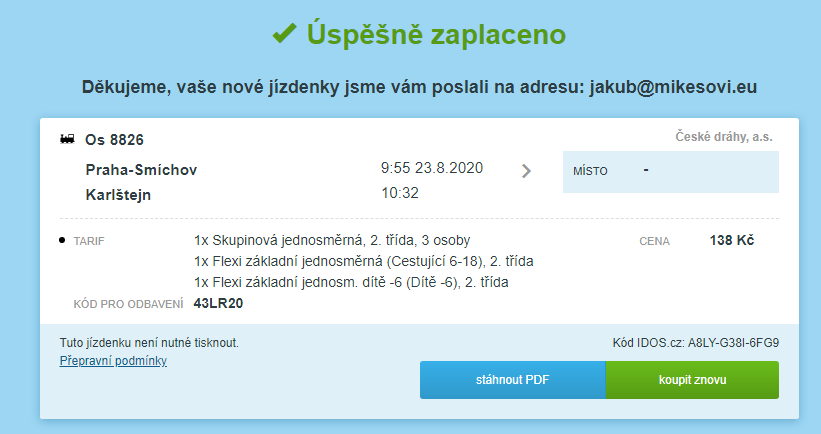 Úspěšně zaplaceno
Děkujeme, vaše nové jízdenky jsme vám poslali na adresu: jakub@mikesovi.eu
Os 8826
České dráhy, a.s.
Praha-Smíchov 9:55 23.8.2020
MÍSTO -
Karlštejn 10:32
TARIF 1x Skupinová jednosměrná, 2. třída, 3 osoby CENA 138 Kč
1x Flexi základní jednosměrná (Cestující 6-18), 2. třída
1x Flexi základní jednosm. dítě -6 (Dítě -6), 2. třída
KÓD PRO ODBAVENÍ 43LR20
Tuto jízdenku není nutné tisknout. Kód IDOS.cz: A8LY-G38I-6FG9
Přepravní podmínky
stáhnout PDF koupit znovu